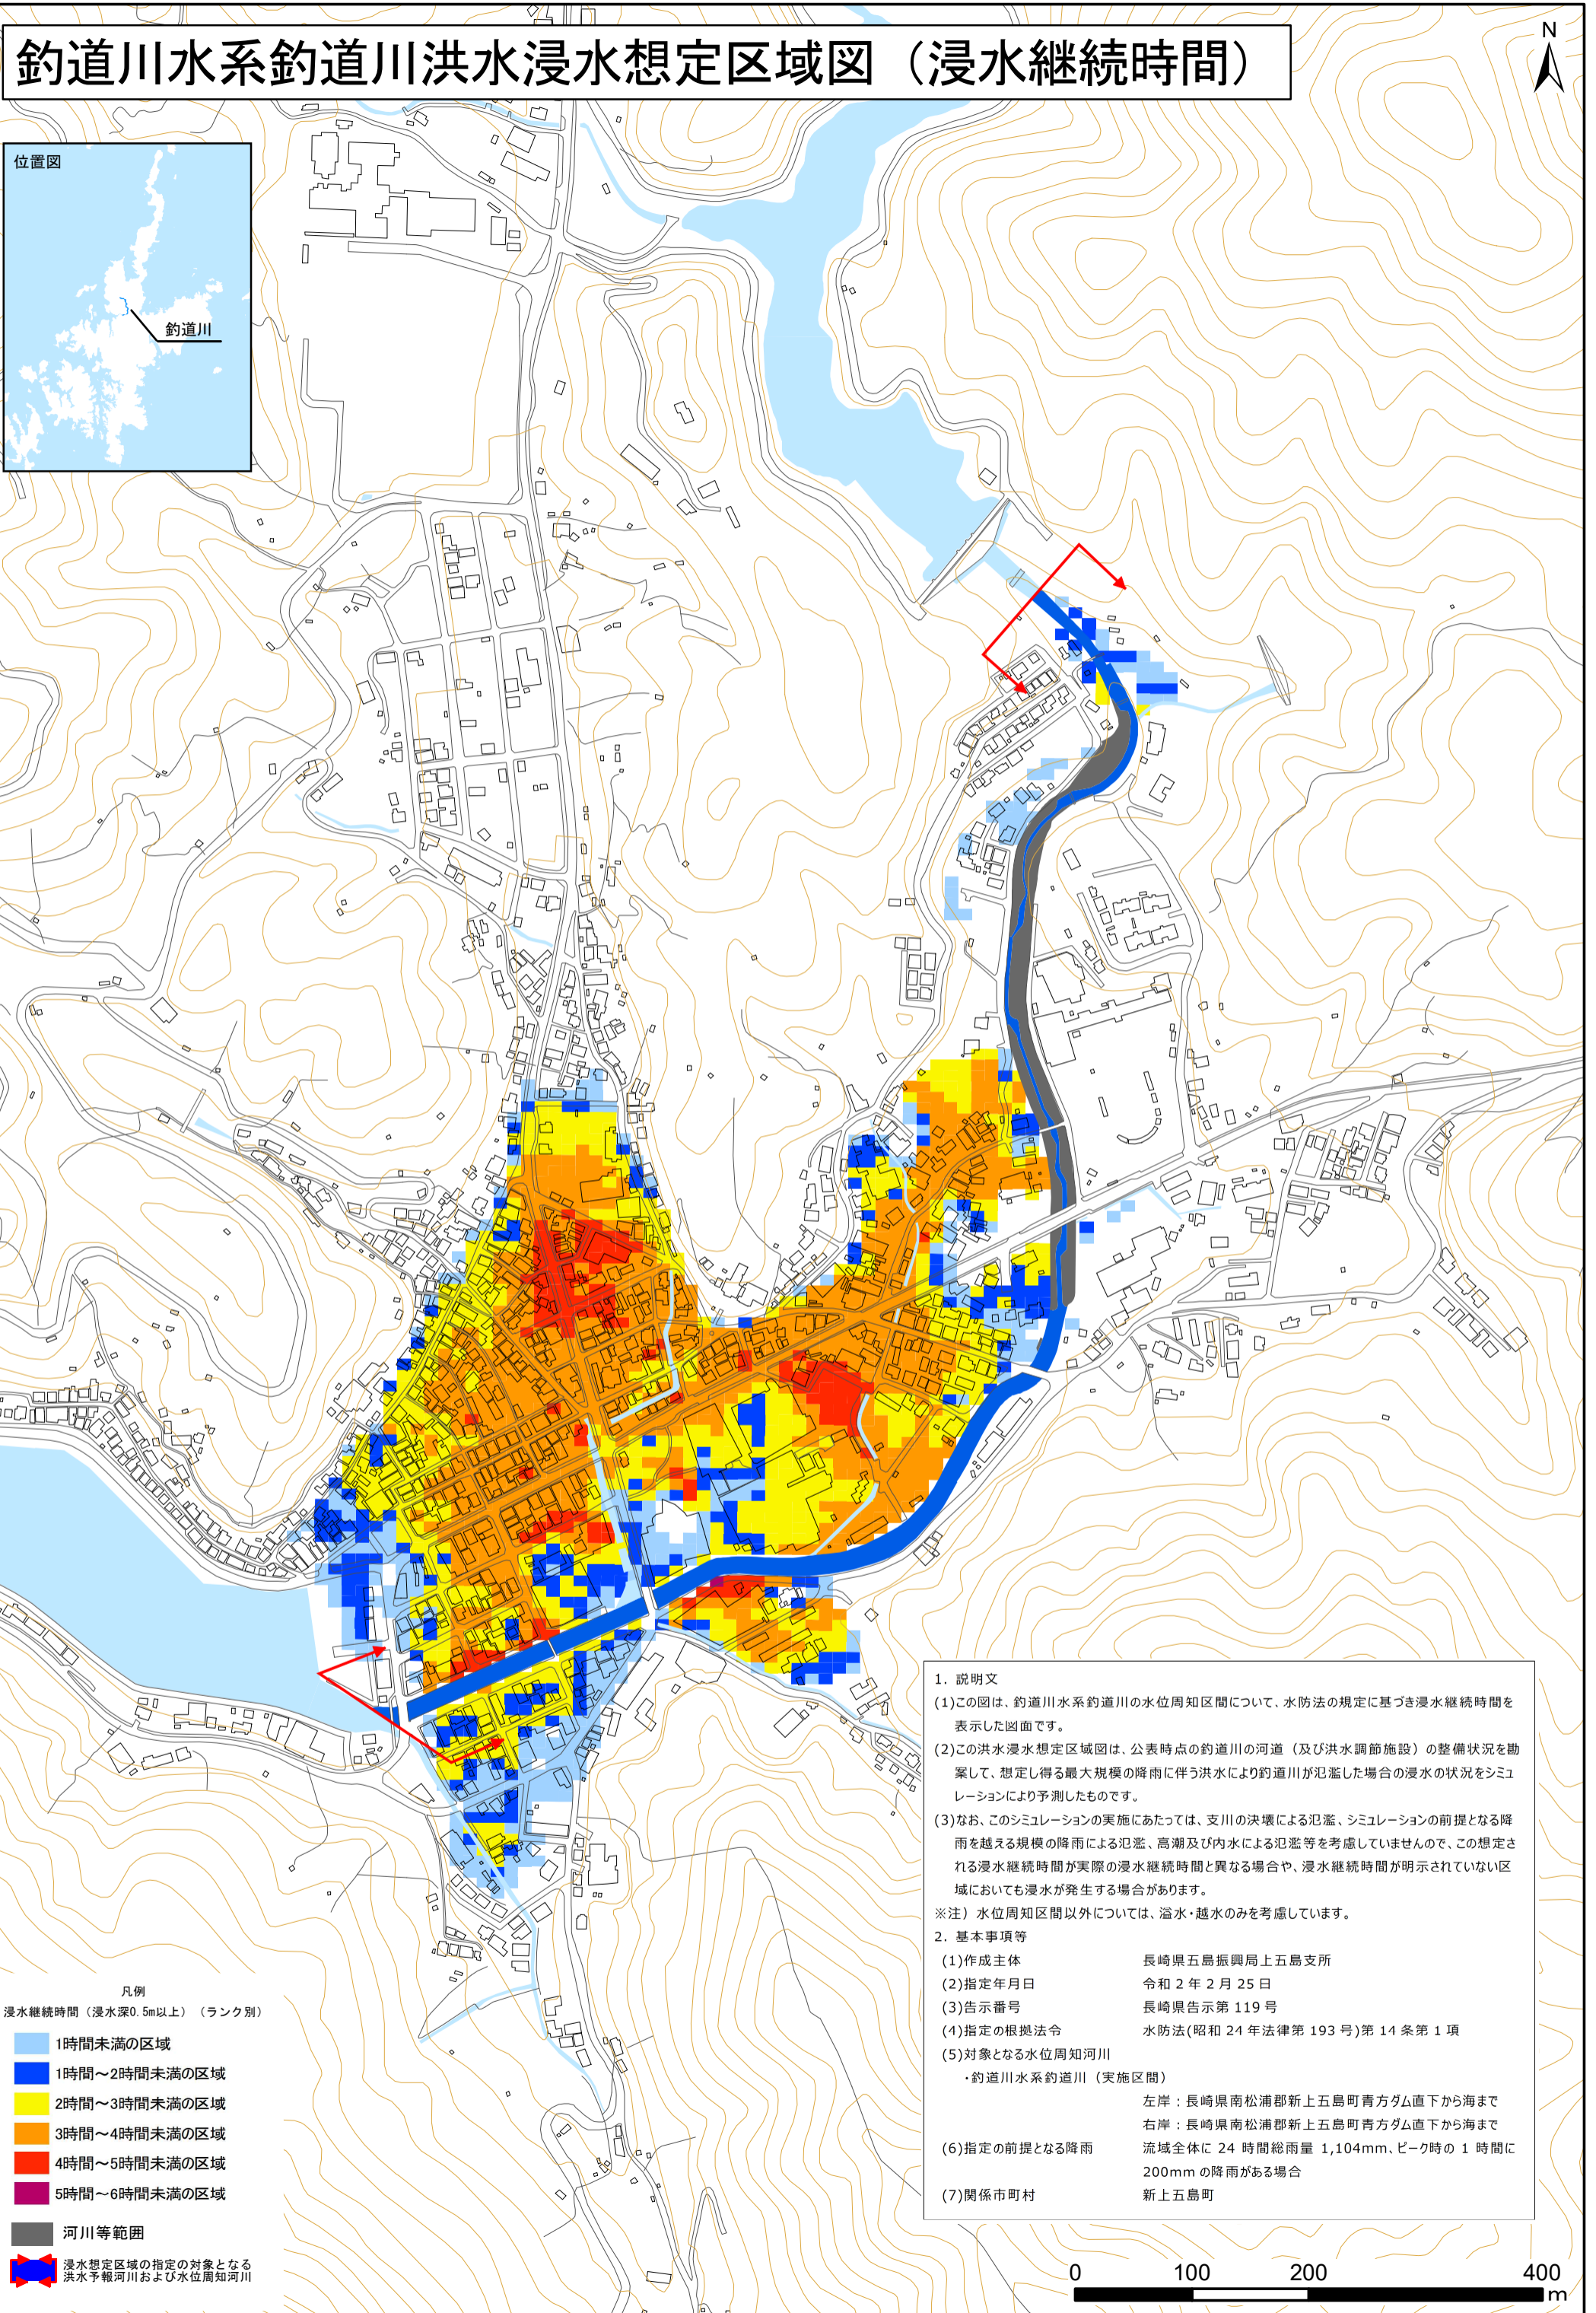 釣道川水系釣道川洪水浸水想定区域図（浸水継続時間）
N
位置図
釣道川
1. 説明文
(1)この図は、釣道川水系釣道川の水位周知区間について、水防法の規定に基づき浸水継続時間を
表示した図面です。
(2)この洪水浸水想定区域図は、公表時点の釣道川の河道（及び洪水調節施設）の整備状況を勘
案して、想定し得る最大規模の降雨に伴う洪水により釣道川が氾濫した場合の浸水の状況をシミュ
レーションにより予測したものです。
(3)なお、このシミュレーションの実施にあたっては、支川の決壊による氾濫、シミュレーションの前提となる降
雨を越える規模の降雨による氾濫、高潮及び内水による氾濫等を考慮していませんので、この想定さ
れる浸水継続時間が実際の浸水継続時間と異なる場合や、浸水継続時間が明示されていない区
域においても浸水が発生する場合があります。
※注）水位周知区間以外については、溢水・越水のみを考慮しています。
2. 基本事項等
(1)作成主体 長崎県五島振興局上五島支所
(2)指定年月日 令和 2 年 2 月 25 日
(3)告示番号 長崎県告示第 119 号
(4)指定の根拠法令 水防法(昭和 24 年法律第 193 号)第 14 条第 1 項
(5)対象となる水位周知河川
・釣道川水系釣道川（実施区間）
左岸：長崎県南松浦郡新上五島町青方ダム直下から海まで
右岸：長崎県南松浦郡新上五島町青方ダム直下から海まで
(6)指定の前提となる降雨 流域全体に 24 時間総雨量 1,104mm、ピーク時の 1 時間に
200mm の降雨がある場合
(7)関係市町村 新上五島町
凡例
浸水継続時間（浸水深0.5m以上）（ランク別）
1時間未満の区域
1時間～2時間未満の区域
2時間～3時間未満の区域
3時間～4時間未満の区域
4時間～5時間未満の区域
5時間～6時間未満の区域
河川等範囲
浸水想定区域の指定の対象となる
洪水予報河川および水位周知河川
0 100 200 400
m